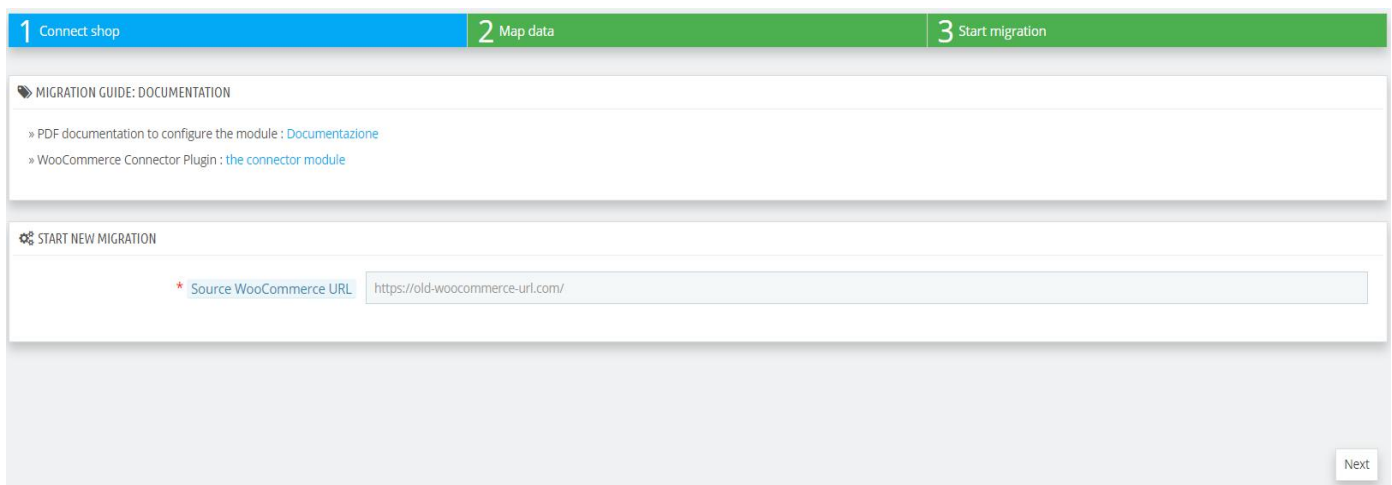 1 Connect shop
2 Map data
3 Start migration
MIGRATION GUIDE: DOCUMENTATION
» PDF documentation to configure the module : Documentazione
» WooCommerce Connector Plugin : the connector module
START NEW MIGRATION
* Source WooCommerce URL https://old-woocommerce-url.com/
Next